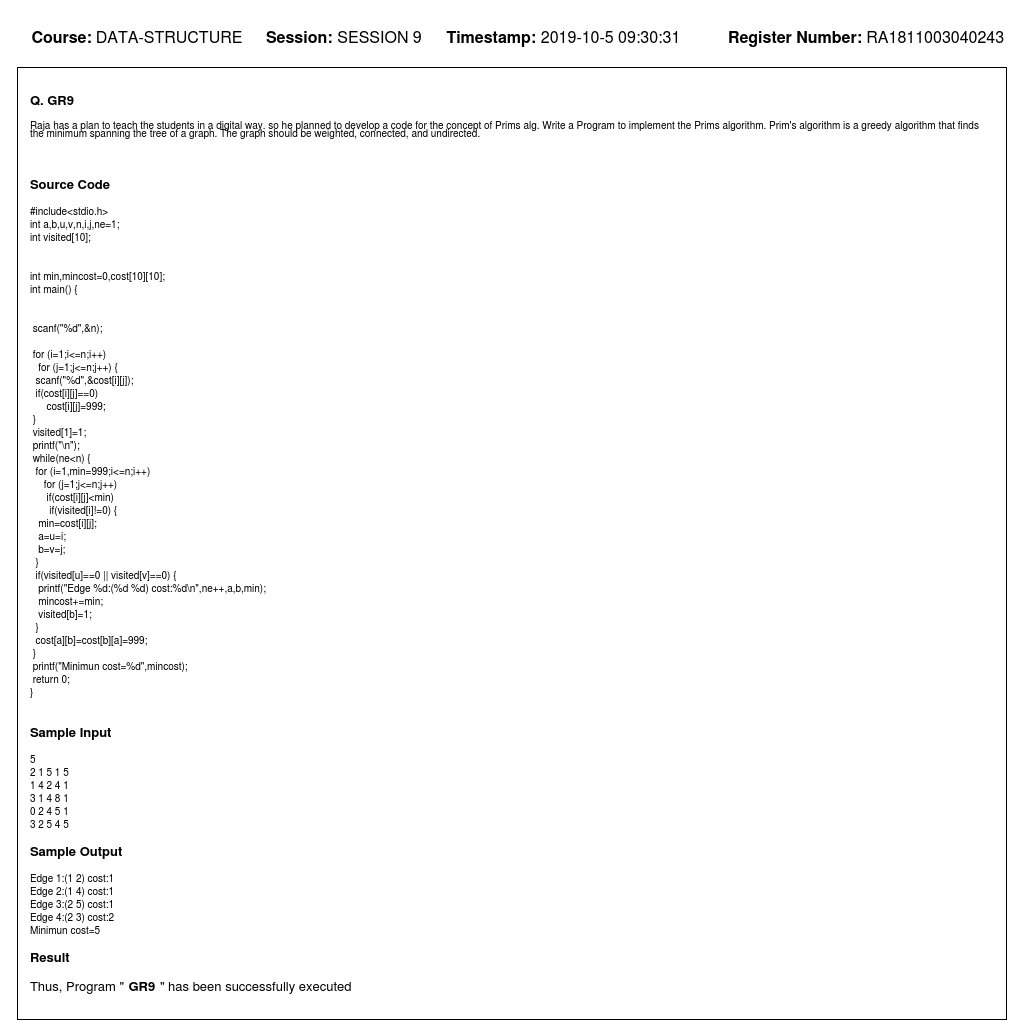 Course: DATA-STRUCTURE Session: SESSION 9 Timestamp: 2019-10-5 09:30:31 Register Number: RA1811003040243
Q. GR9
Raja has a plan to teach the students in a digital way. so he planned to develop a code for the concept of Prims alg. Write a Program to implement the Prims algorithm. Prim's algorithm is a greedy algorithm that finds
the minimum spanning the tree of a graph. The graph should be weighted, connected, and undirected.
Source Code
#include<stdio.h>
int a,b,u,v,n,i,j,ne=1;
int visited[10];
int min,mincost=0,cost[10][10];
int main() {
scanf("%d",&n);
for (i=1;i<=n;i++)
for (j=1;j<=n;j++) {
scanf("%d",&cost[i][j]);
if(cost[i][j]==0)
cost[i][j]=999;
}
visited[1]=1;
printf("\n");
while(ne<n) {
for (i=1,min=999;i<=n;i++)
for (j=1;j<=n;j++)
if(cost[i][j]<min)
if(visited[i]!=0) {
min=cost[i][j];
a=u=i;
b=v=j;
}
if(visited[u]==0 || visited[v]==0) {
printf("Edge %d:(%d %d) cost:%d\n",ne++,a,b,min);
mincost+=min;
visited[b]=1;
}
cost[a][b]=cost[b][a]=999;
}
printf("Minimun cost=%d",mincost);
return 0;
}
Sample Input
5
2 1 5 1 5
1 4 2 4 1
3 1 4 8 1
0 2 4 5 1
3 2 5 4 5
Sample Output
Edge 1:(1 2) cost:1
Edge 2:(1 4) cost:1
Edge 3:(2 5) cost:1
Edge 4:(2 3) cost:2
Minimun cost=5
Result
Thus, Program " GR9 " has been successfully executed